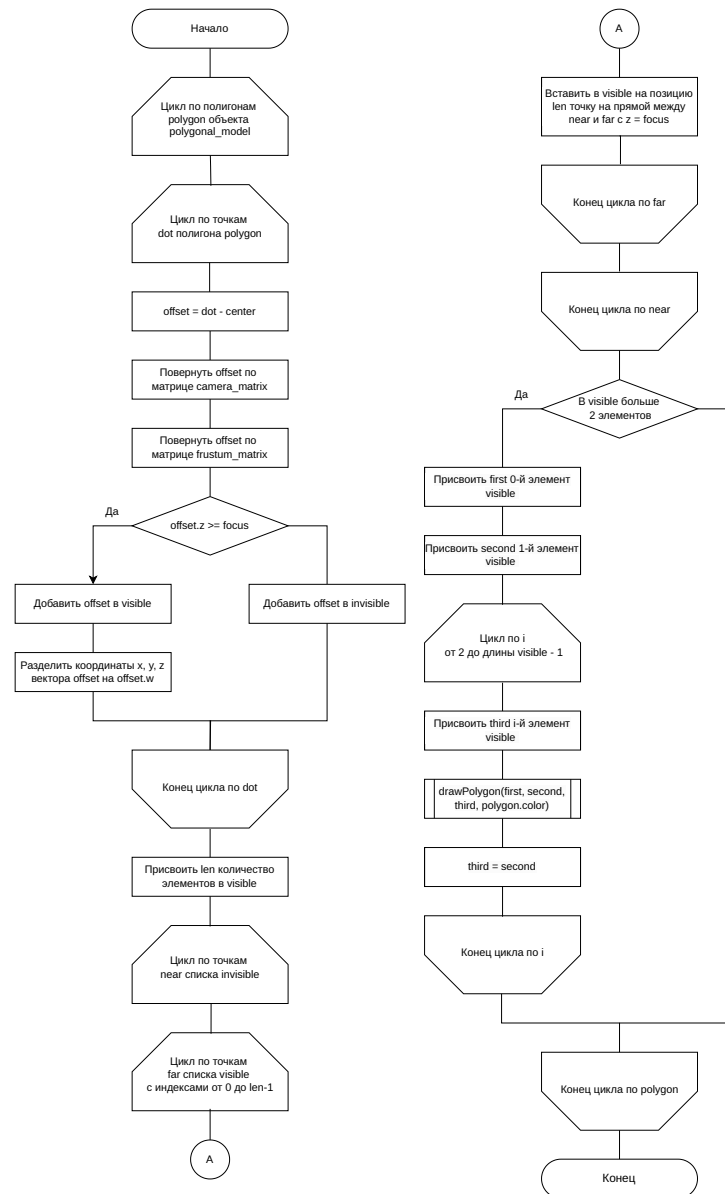 Начало
Цикл по полигонам
polygon объекта
polygonal_model
Цикл по точкам
dot полигона polygon
offset = dot - center
Повернуть offset по
матрице camera_matrix
Повернуть offset по
матрице frustum_matrix
offset.z >= focus
Да
Добавить offset в visible
Добавить offset в invisible
Разделить координаты x, y, z
вектора offset на offset.w
Конец цикла по dot
Присвоить len количество
элементов в visible
Цикл по точкам
near списка invisible
Цикл по точкам
far списка visible
с индексами от 0 до len-1
A
A
Вставить в visible на позицию
len точку на прямой между
near и far с z = focus
Конец цикла по far
Конец цикла по near
В visible больше
2 элементов
Да
Присвоить first 0-й элемент
visible
Присвоить second 1-й элемент
visible
Цикл по i
от 2 до длины visible - 1
Присвоить third i-й элемент
visible
drawPolygon(first, second,
third, polygon.color)
third = second
Конец цикла по i
Конец цикла по polygon
Конец